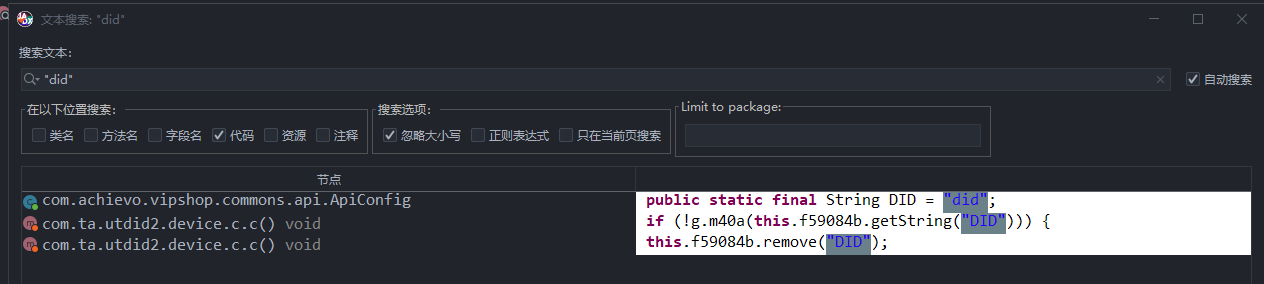 文本搜索: "did"
搜索文本:
"did"
自动搜索
在以下位置搜索:
类名 方法名 字段名 代码 资源 注释
搜索选项:
忽略大小写 正则表达式 只在当前页搜索
Limit to package:
节点
com.achievo.vipshop.commons.api.ApiConfig public static final String DID = "did";
com.ta.utdid2.device.c.c() void if (!g.m40a(this.f59084b.getString("DID"))) {
com.ta.utdid2.device.c.c() void this.f59084b.remove("DID");